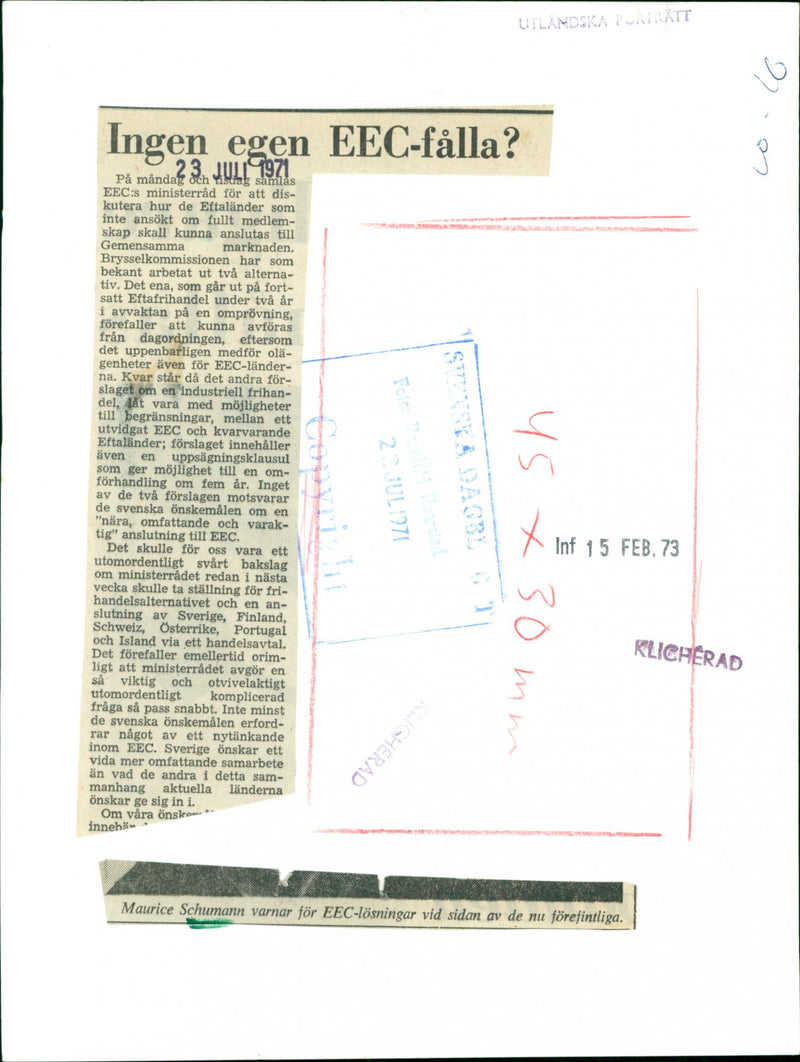 UTLÄNDSKA PORTRÄTT
Ingen egen EEC-fålla?
23 JULI 1971
På måndag och tisdag samlas
EEC:s ministerråd för att dis-
kutera hur de Eftaländer som
inte ansökt om fullt medlem-
skap skall kunna anslutas till
Gemensamma marknaden.
Brysselkommissionen har som
bekant arbetat ut två alterna-
tiv. Det ena, som går ut på fort-
satt Eftafrihandel under två år
i avvaktan på en omprövning,
förefaller att kunna avföras
från dagordningen, eftersom
det uppenbarligen medför olä-
genheter även för EEC-länder-
na. Kvar står då det andra för-
slaget om en industriell frihan-
del, låt vara med möjligheter
till begränsningar, mellan ett
utvidgat EEC och kvarvarande
Eftaländer; förslaget innehåller
även en uppsägningsklausul
som ger möjlighet till en om-
förhandling om fem år. Inget
av de två förslagen motsvarar
de svenska önskemålen om en
"nära, omfattande och varak-
tig" anslutning till EEC.
Det skulle för oss vara ett
utomordentligt svårt bakslag
om ministerrådet redan i nästa
vecka skulle ta ställning för fri-
handelsalternativet och en an-
slutning av Sverige, Finland,
Schweiz, Österrike, Portugal
och Island via ett handelsavtal.
Det förefaller emellertid orim-
ligt att ministerrådet avgör en
så viktig och otvivelaktigt
utomordentligt komplicerad
fråga så pass snabbt. Inte minst
de svenska önskemålen erford-
rar något av ett nytänkande
inom EEC. Sverige önskar ett
vida mer omfattande samarbete
än vad de andra i detta sam-
manhang aktuella länderna
önskar ge sig in i.
Om våra
SVENSKA DAGBL
Foto
22 JUL 1971
Copyright
45 x 30 mm
Inf 15 FEB. 73
KLICHÉRAD
KLICHERAD
Maurice Schumann varnar för EEC-lösningar vid sidan av de nu förefintliga.